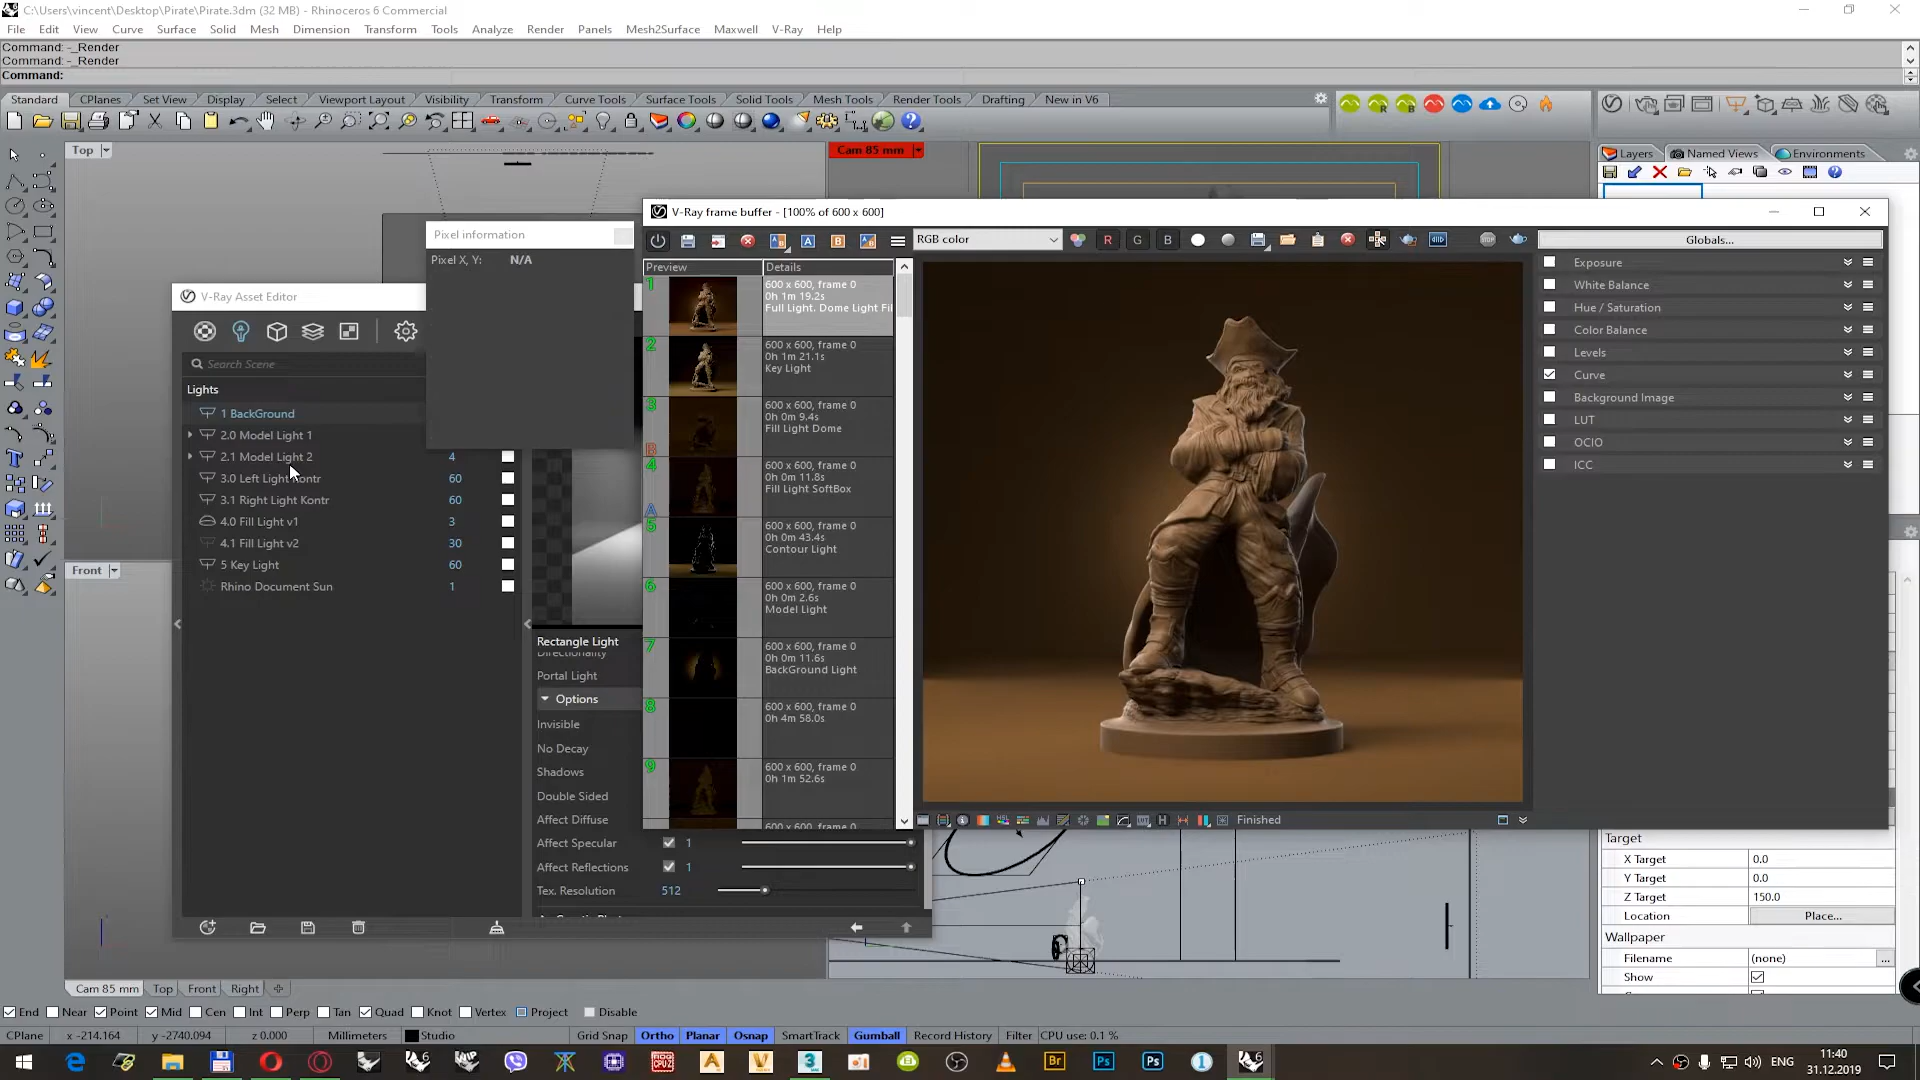 C:\Users\vincent\Desktop\Pirate\Pirate.3dm (32 MB) - Rhinoceros 6 Commercial
File Edit View Curve Surface Solid Mesh Dimension Transform Tools Analyze Render Panels Mesh2Surface Maxwell V-Ray Help
Command: -_Render
Command: -_Render
Command:
Standard CPlanes Set View Display Select Viewport Layout Visibility Transform Curve Tools Surface Tools Solid Tools Mesh Tools Render Tools Drafting New in V6
Top
Cam 85 mm
Layers Named Views Environments
V-Ray frame buffer - [100% of 600 x 600]
Pixel information
Pixel X, Y: N/A
RGB color
R G B
Globals...
Preview Details
1
600 x 600, frame 0
0h 1m 19.2s
Full Light. Dome Light Fil
2
600 x 600, frame 0
0h 1m 21.1s
Key Light
3
600 x 600, frame 0
0h 0m 9.4s
Fill Light Dome
B
4
600 x 600, frame 0
0h 0m 11.8s
Fill Light SoftBox
A
5
600 x 600, frame 0
0h 0m 43.4s
Contour Light
6
600 x 600, frame 0
0h 0m 2.6s
Model Light
7
600 x 600, frame 0
0h 0m 11.6s
BackGround Light
8
600 x 600, frame 0
0h 4m 58.0s
9
600 x 600, frame 0
0h 1m 52.6s
600 x 600, frame 0
Exposure
White Balance
Hue / Saturation
Color Balance
Levels
Curve
Background Image
LUT
OCIO
ICC
Finished
V-Ray Asset Editor
Search Scene
Lights
1 BackGround
2.0 Model Light 1
2.1 Model Light 2 4
3.0 Left Light Kontr 60
3.1 Right Light Kontr 60
4.0 Fill Light v1 3
4.1 Fill Light v2 30
5 Key Light 60
Rhino Document Sun 1
Rectangle Light
Directionality
Portal Light
Options
Invisible
No Decay
Shadows
Double Sided
Affect Diffuse
Affect Specular 1
Affect Reflections 1
Tex. Resolution 512
Front
Target
X Target 0.0
Y Target 0.0
Z Target 150.0
Location Place...
Wallpaper
Filename (none) ...
Show
Cam 85 mm Top Front Right
End Near Point Mid Cen Int Perp Tan Quad Knot Vertex Project Disable
CPlane x -214.164 y -2740.094 z 0.000 Millimeters Studio Grid Snap Ortho Planar Osnap SmartTrack Gumball Record History Filter CPU use: 0.1 %
ENG
11:40
31.12.2019